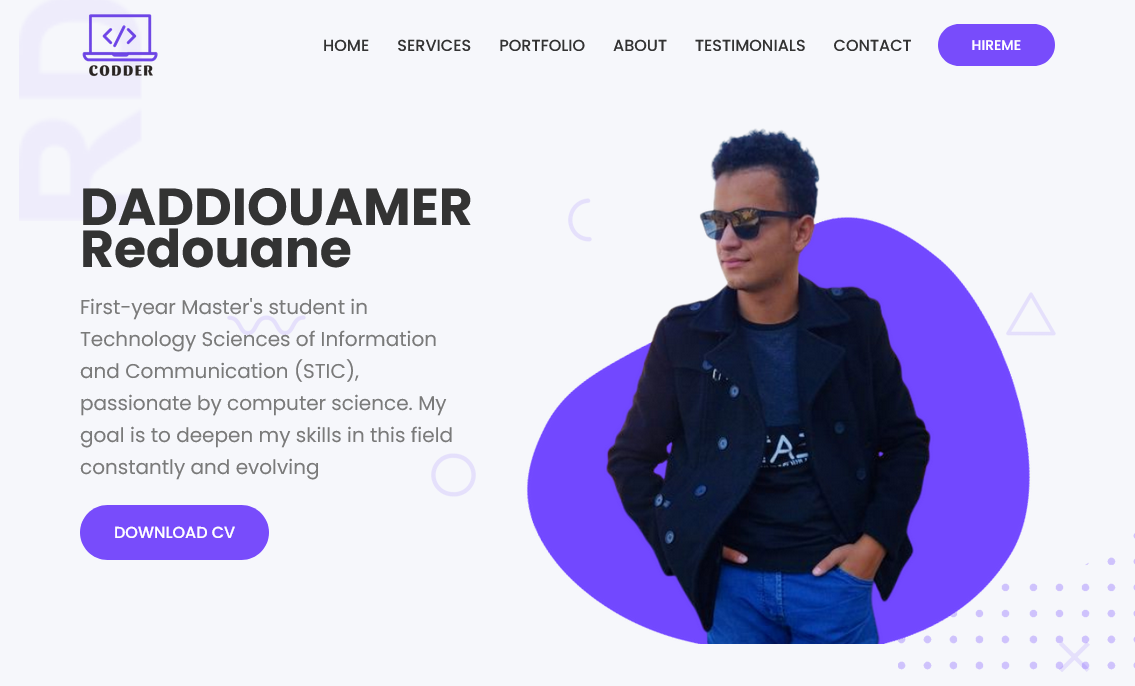 RD
CODDER
HOME SERVICES PORTFOLIO ABOUT TESTIMONIALS CONTACT HIREME
DADDIOUAMER
Redouane
First-year Master's student in
Technology Sciences of Information
and Communication (STIC),
passionate by computer science. My
goal is to deepen my skills in this field
constantly and evolving
DOWNLOAD CV